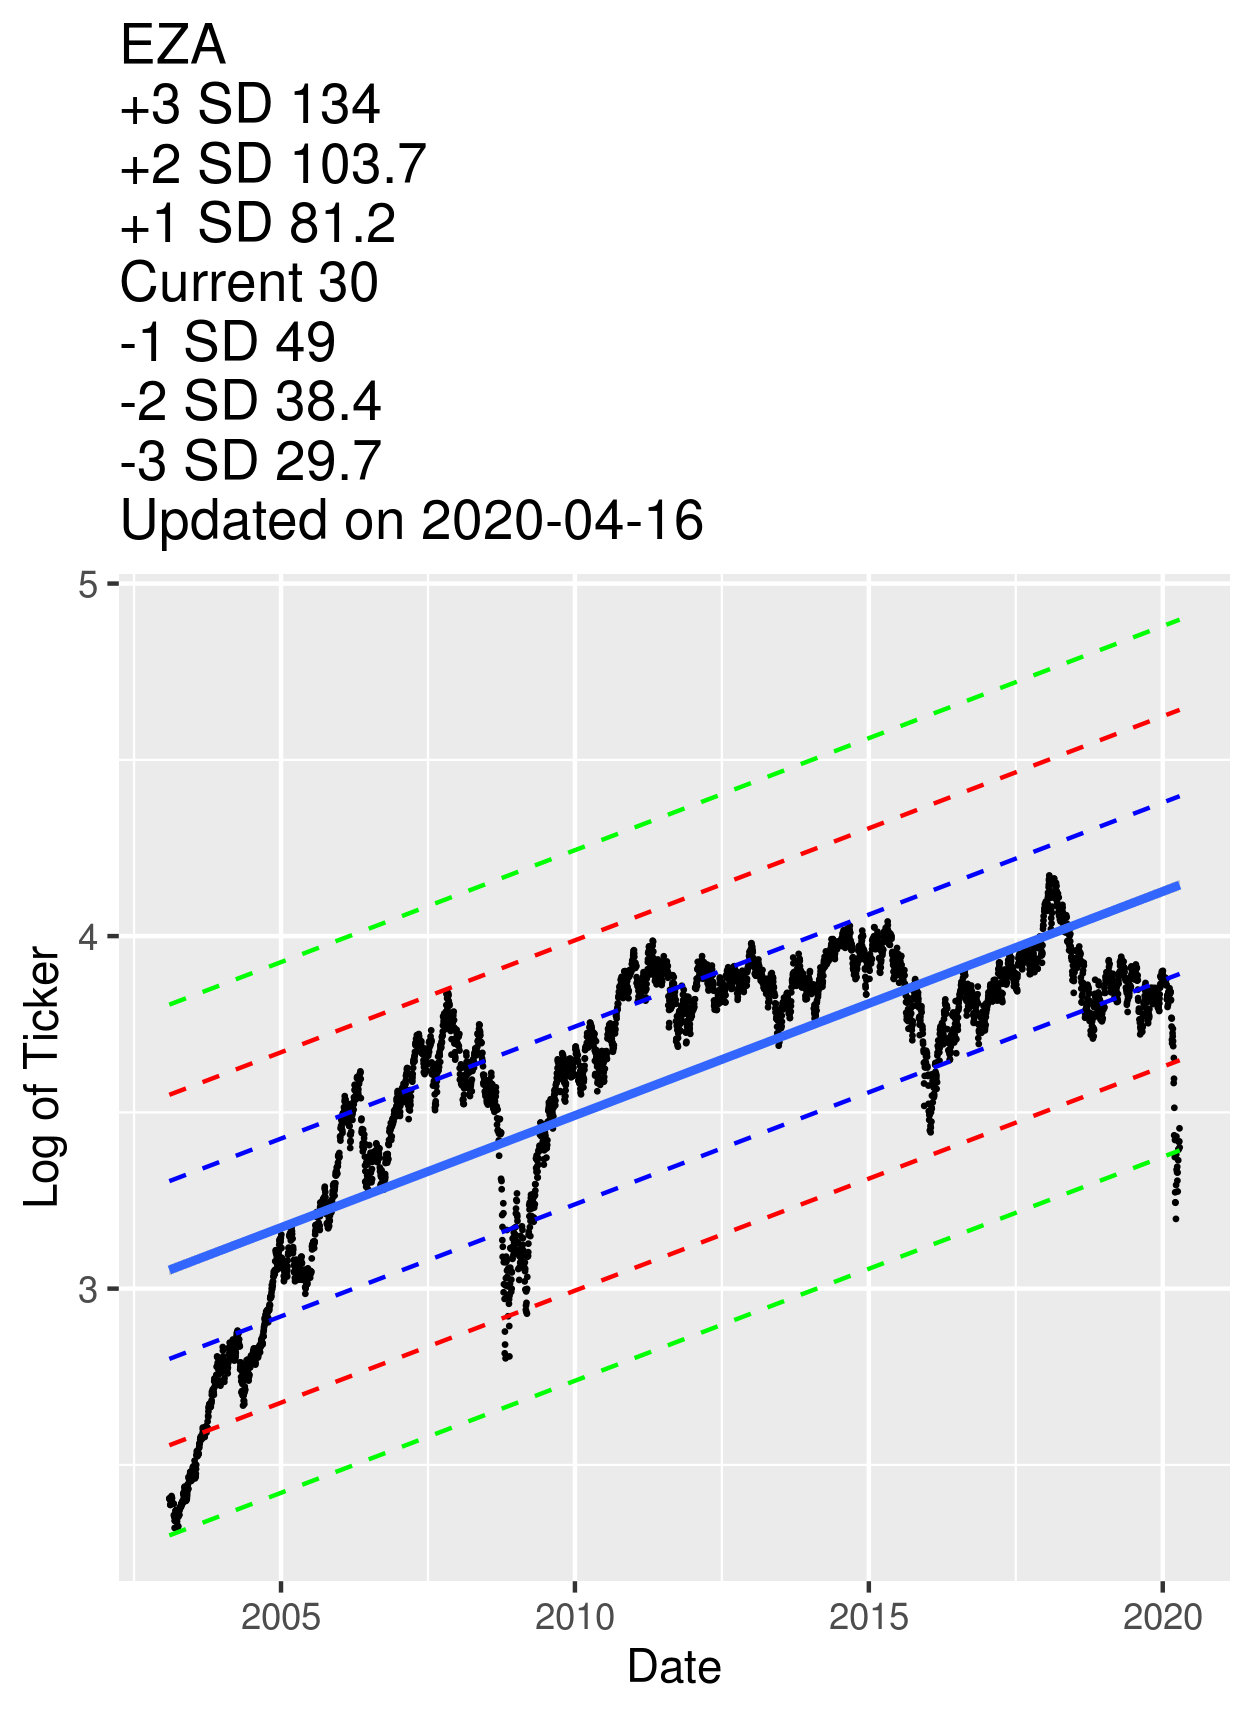 EZA
+3 SD 134
+2 SD 103.7
+1 SD 81.2
Current 30
-1 SD 49
-2 SD 38.4
-3 SD 29.7
Updated on 2020-04-16
5
4
3
Log of Ticker
2005 2010 2015 2020
Date